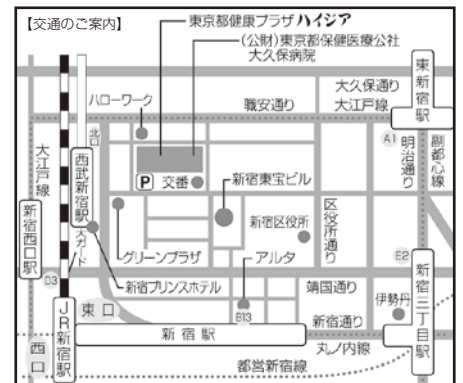 【交通のご案内】
東京都健康プラザ ハイジア
(公財)東京都保健医療公社
大久保病院
ハローワーク
職安通り
大久保通り
大江戸線
東新宿駅
北口
大江戸線
西武新宿駅
P 交番
新宿東宝ビル
A1
明治通り
副都心線
新宿西口駅
大ガード
グリーンプラザ
新宿区役所
区役所通り
E2
D3
新宿プリンスホテル
アルタ
靖国通り
伊勢丹
新宿三丁目駅
JR新宿駅
東口
B13
新宿通り
西口
新宿駅
丸ノ内線
都営新宿線